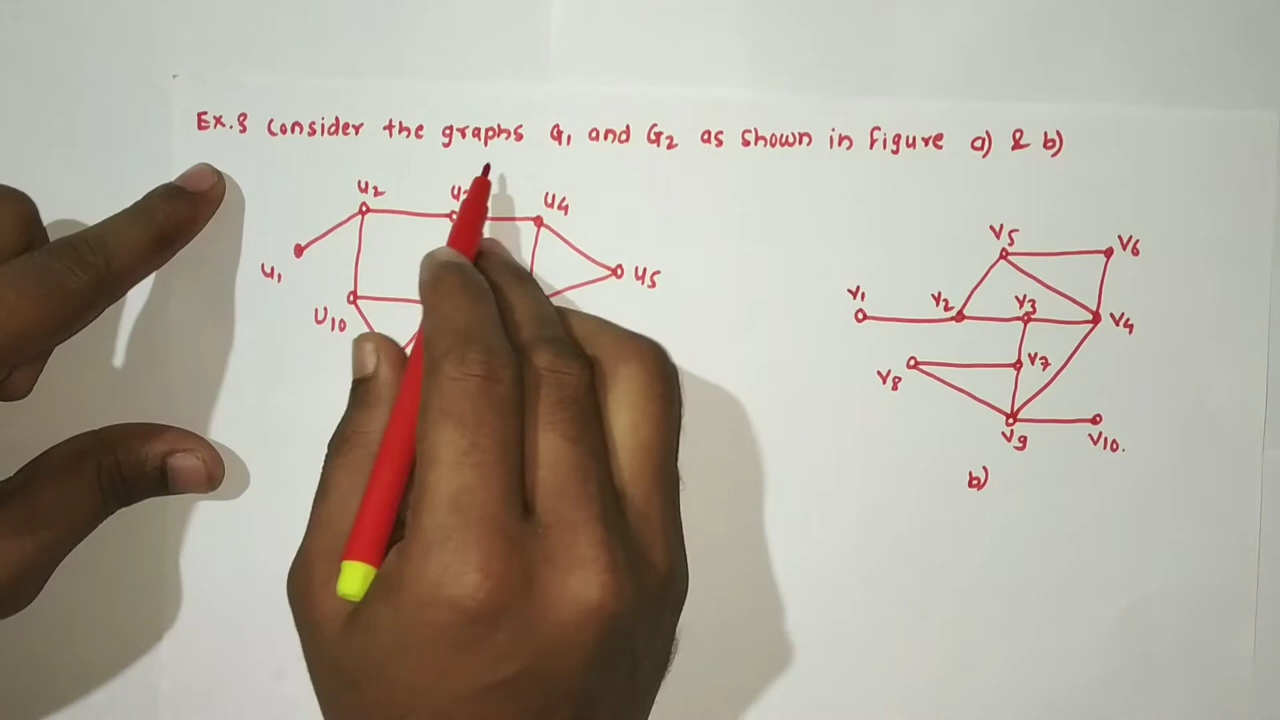 Ex.3 Consider the graphs G1 and G2 as shown in Figure a) & b)
u2 u4
u1 u5
u10
v5 v6
v1 v2 v3 v4
v8 v7
v9 v10.
b)